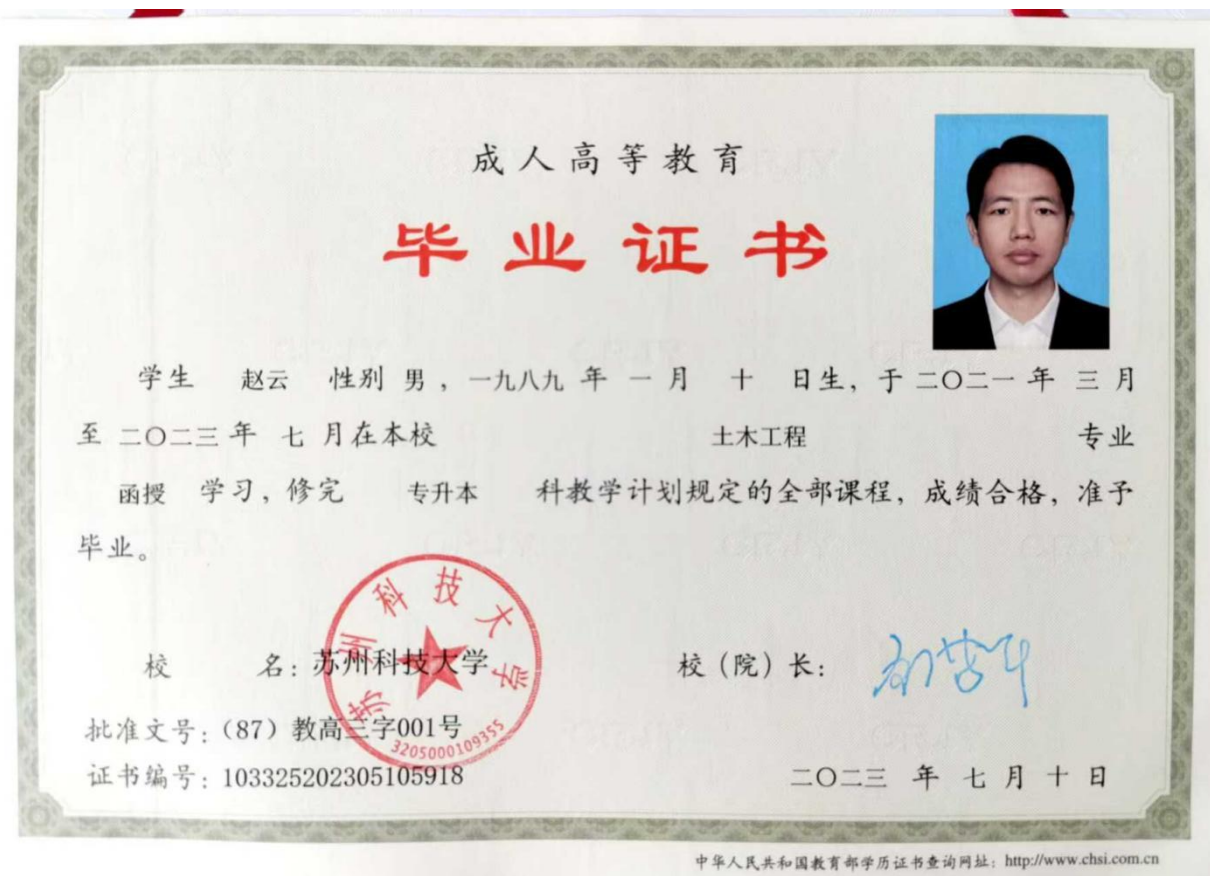 成人高等教育
毕业证书
学生 赵云 性别 男，一九八九 年 一 月 十 日生，于 二〇二一 年 三 月
至 二〇二三 年 七 月在本校 土木工程 专业
函授 学习，修完 专升本 科教学计划规定的全部课程，成绩合格，准予
毕业。
苏州科技大学
3205000109355
校 名：苏州科技大学 校（院）长：
批准文号：（87）教高三字001号
证书编号：103325202305105918 二〇二三 年 七 月 十 日
中华人民共和国教育部学历证书查询网址：http://www.chsi.com.cn